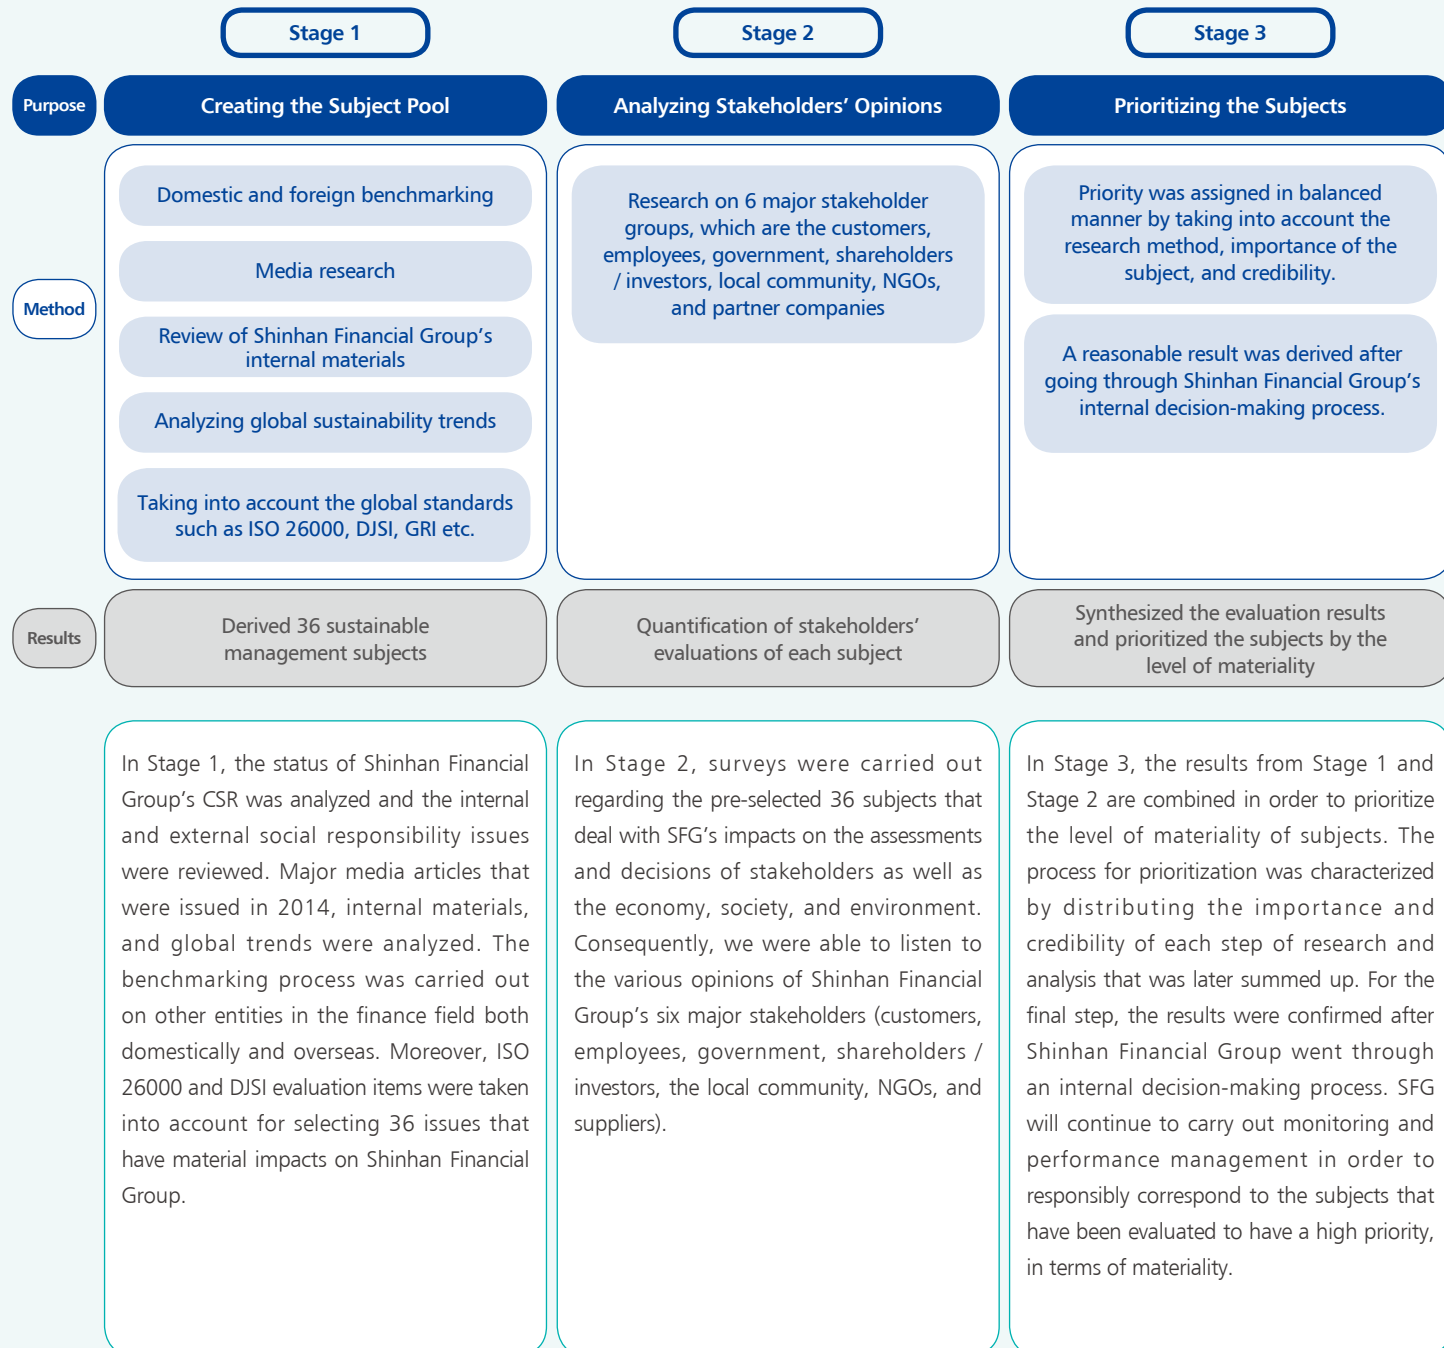 Stage 1
Stage 2
Stage 3
Purpose
Creating the Subject Pool
Analyzing Stakeholders’ Opinions
Prioritizing the Subjects
Method
Domestic and foreign benchmarking
Media research
Review of Shinhan Financial Group’s
internal materials
Analyzing global sustainability trends
Taking into account the global standards
such as ISO 26000, DJSI, GRI etc.
Research on 6 major stakeholder
groups, which are the customers,
employees, government, shareholders
/ investors, local community, NGOs,
and partner companies
Priority was assigned in balanced
manner by taking into account the
research method, importance of the
subject, and credibility.
A reasonable result was derived after
going through Shinhan Financial Group’s
internal decision-making process.
Results
Derived 36 sustainable
management subjects
Quantification of stakeholders’
evaluations of each subject
Synthesized the evaluation results
and prioritized the subjects by the
level of materiality
In Stage 1, the status of Shinhan Financial
Group’s CSR was analyzed and the internal
and external social responsibility issues
were reviewed. Major media articles that
were issued in 2014, internal materials,
and global trends were analyzed. The
benchmarking process was carried out
on other entities in the finance field both
domestically and overseas. Moreover, ISO
26000 and DJSI evaluation items were taken
into account for selecting 36 issues that
have material impacts on Shinhan Financial
Group.
In Stage 2, surveys were carried out
regarding the pre-selected 36 subjects that
deal with SFG’s impacts on the assessments
and decisions of stakeholders as well as
the economy, society, and environment.
Consequently, we were able to listen to
the various opinions of Shinhan Financial
Group’s six major stakeholders (customers,
employees, government, shareholders /
investors, the local community, NGOs, and
suppliers).
In Stage 3, the results from Stage 1 and
Stage 2 are combined in order to prioritize
the level of materiality of subjects. The
process for prioritization was characterized
by distributing the importance and
credibility of each step of research and
analysis that was later summed up. For the
final step, the results were confirmed after
Shinhan Financial Group went through
an internal decision-making process. SFG
will continue to carry out monitoring and
performance management in order to
responsibly correspond to the subjects that
have been evaluated to have a high priority,
in terms of materiality.